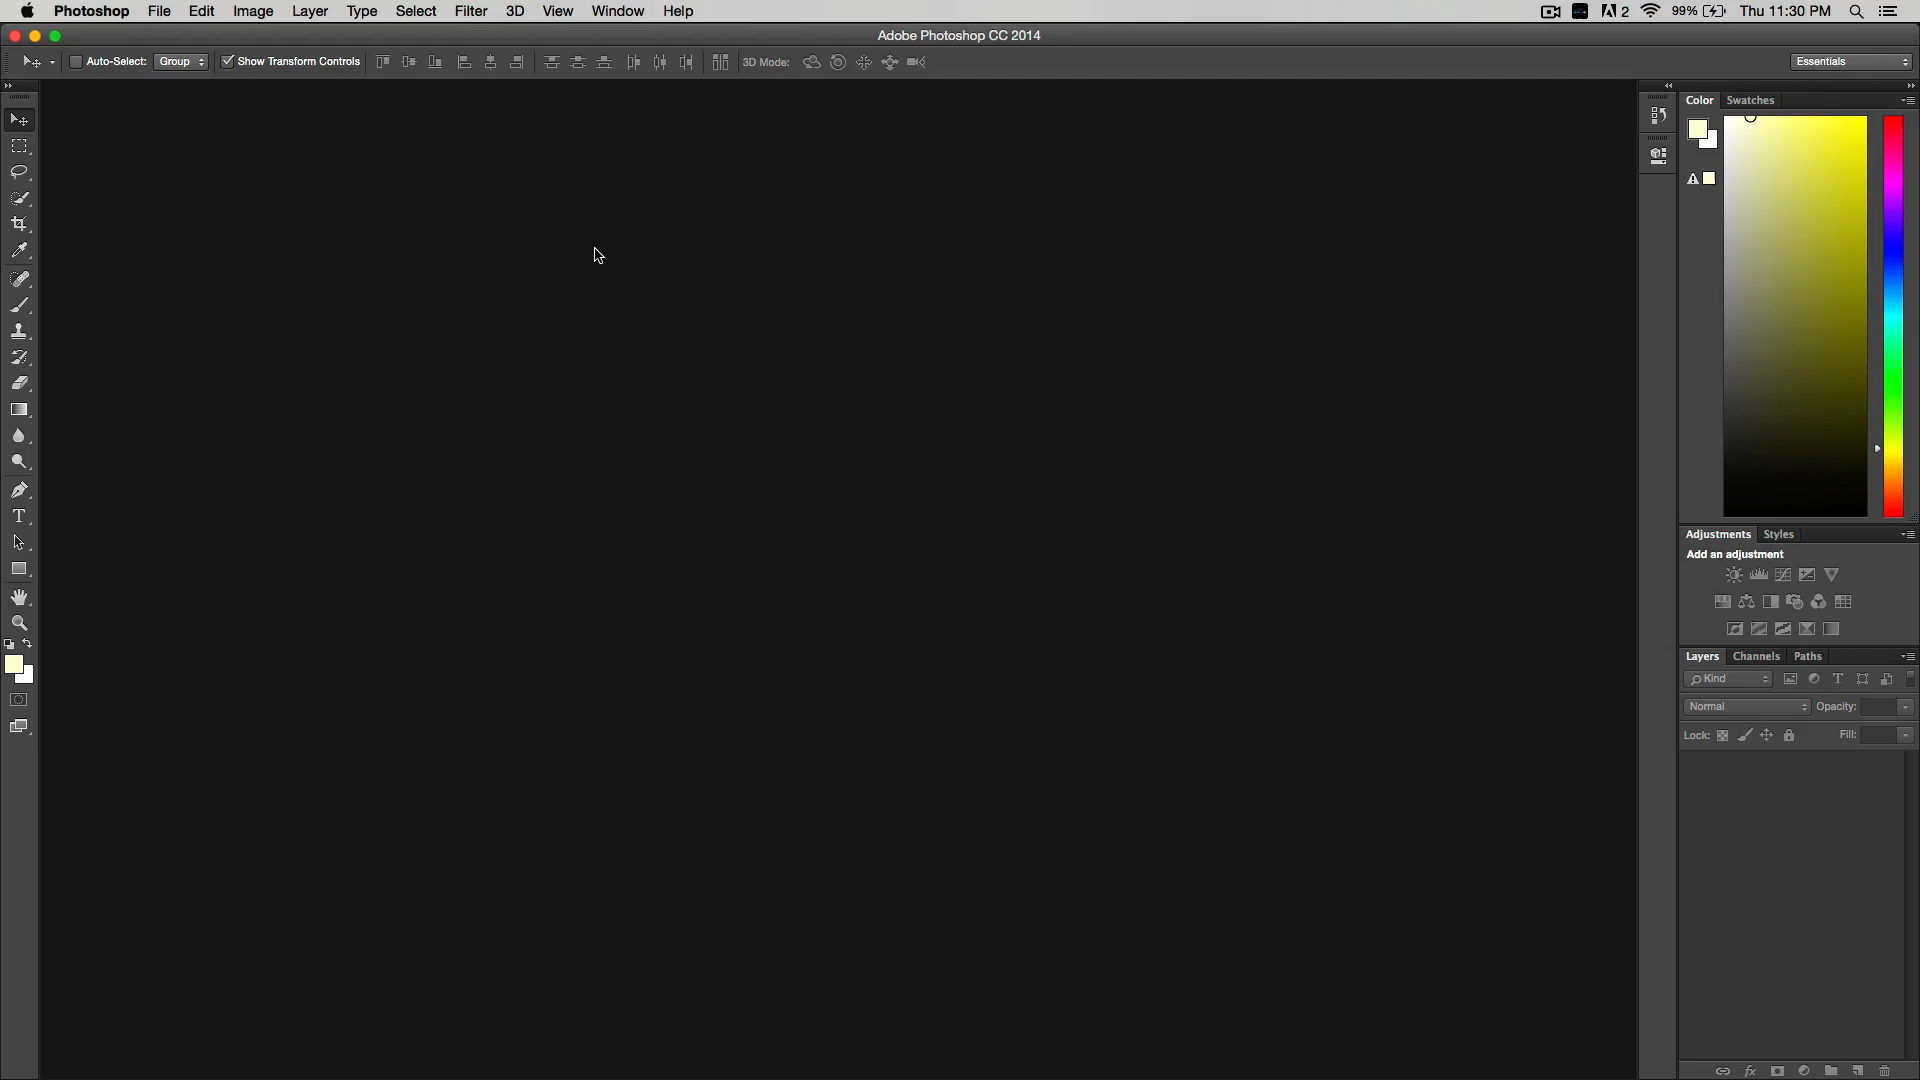 Photoshop File Edit Image Layer Type Select Filter 3D View Window Help 2 99% Thu 11:30 PM
Adobe Photoshop CC 2014
Auto-Select: Group Show Transform Controls 3D Mode: Essentials
Color Swatches
Adjustments Styles
Add an adjustment
Layers Channels Paths
Kind
Normal Opacity:
Lock: Fill: